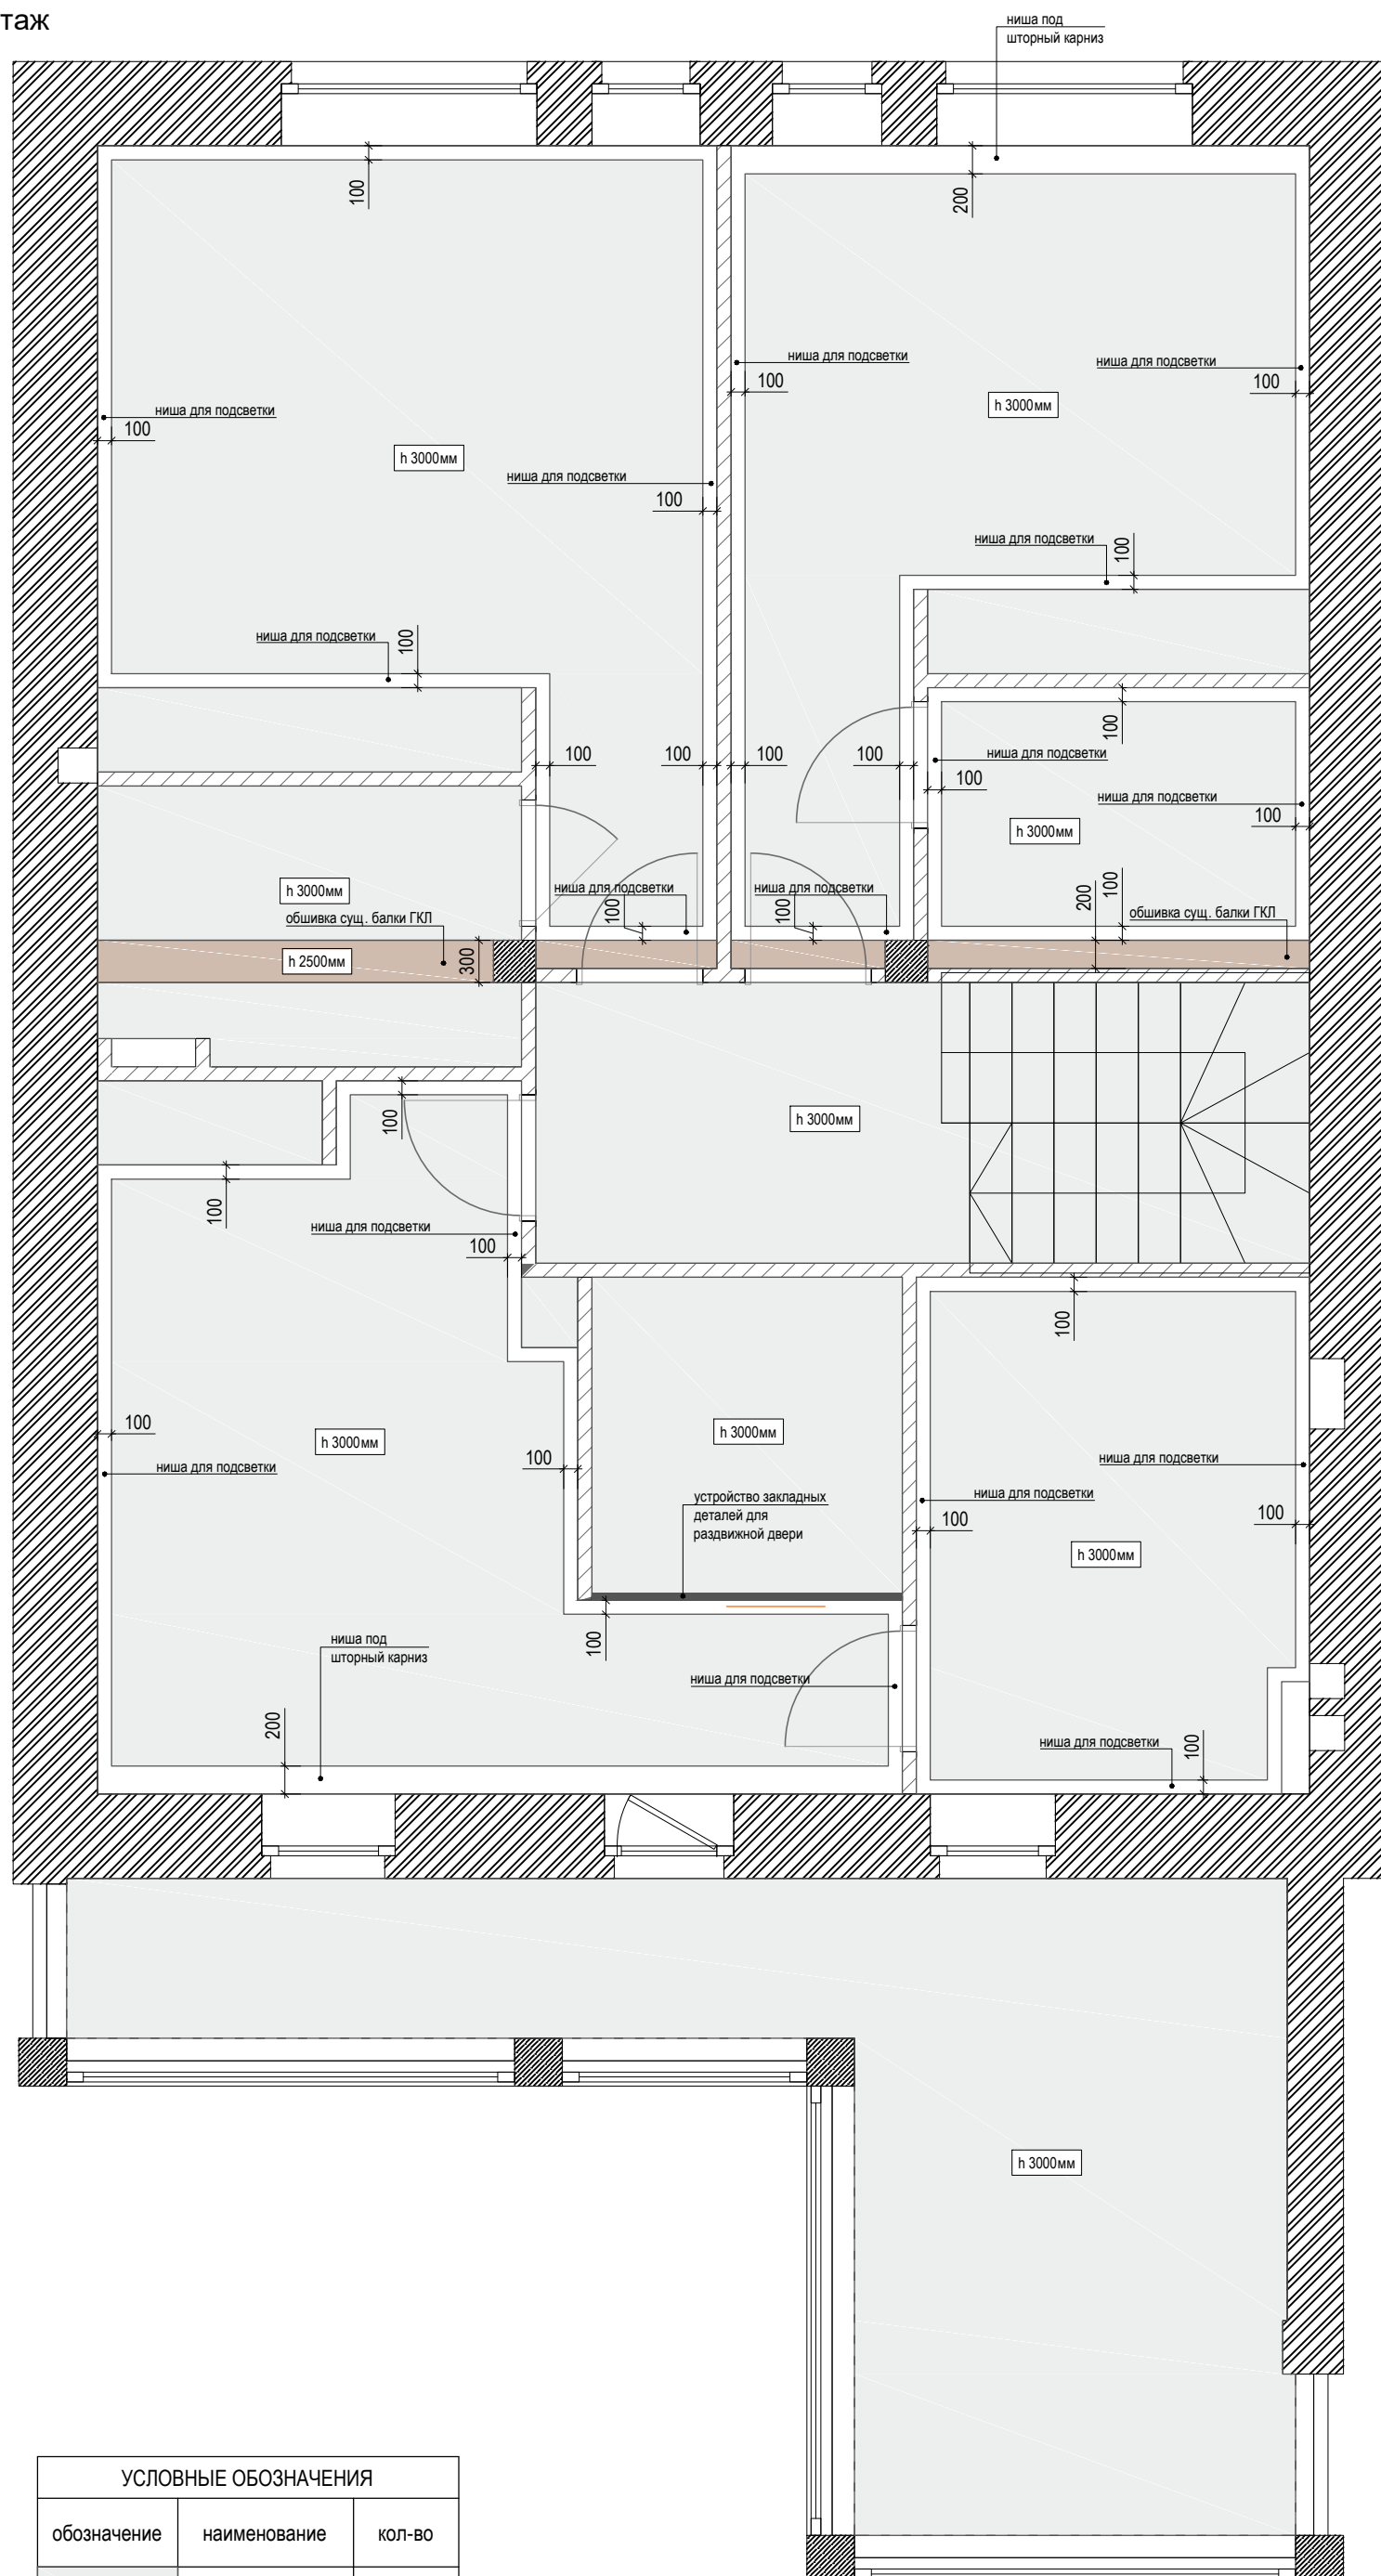 таж
ниша под
шторный карниз
100
200
ниша для подсветки
ниша для подсветки
100
100
h 3000мм
ниша для подсветки
100
h 3000мм
ниша для подсветки
100
ниша для подсветки
100
ниша для подсветки
100
100
100
100
100
100
ниша для подсветки
100
ниша для подсветки
100
h 3000мм
h 3000мм
ниша для подсветки
100
ниша для подсветки
100
200
100
обшивка сущ. балки ГКЛ
обшивка сущ. балки ГКЛ
h 2500мм
300
100
h 3000мм
100
ниша для подсветки
100
100
100
h 3000мм
ниша для подсветки
100
h 3000мм
ниша для подсветки
устройство закладных
деталей для
раздвижной двери
ниша для подсветки
100
100
h 3000мм
100
ниша под
шторный карниз
ниша для подсветки
200
ниша для подсветки
100
h 3000мм
УСЛОВНЫЕ ОБОЗНАЧЕНИЯ
обозначение
наименование
кол-во